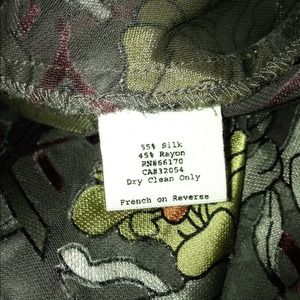 55% Silk
45% Rayon
RN#66170
CA#32054
Dry Clean Only
French on Reverse